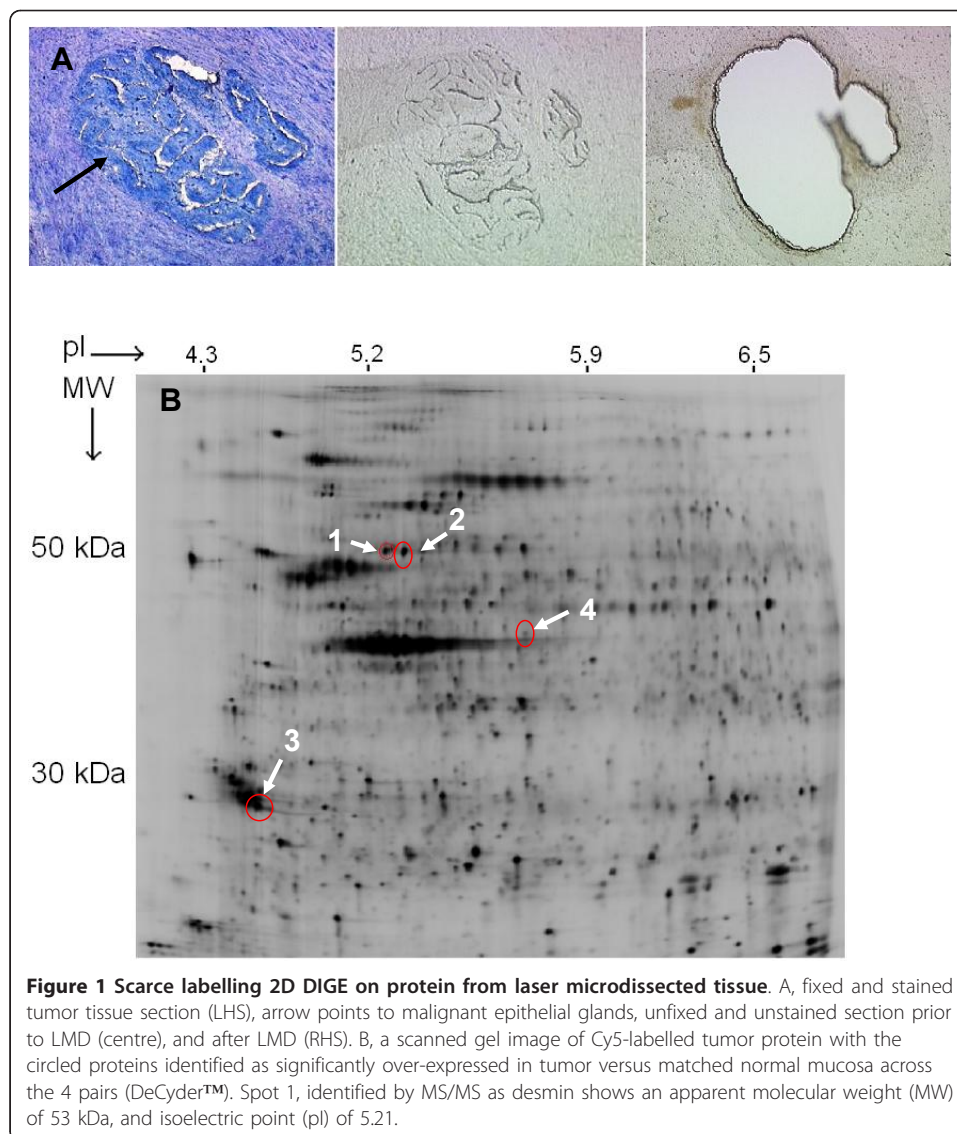 A
pI 4.3 5.2 5.9 6.5
MW
B
50 kDa
1
2
4
3
30 kDa
Figure 1 Scarce labelling 2D DIGE on protein from laser microdissected tissue. A, fixed and stained
tumor tissue section (LHS), arrow points to malignant epithelial glands, unfixed and unstained section prior
to LMD (centre), and after LMD (RHS). B, a scanned gel image of Cy5-labelled tumor protein with the
circled proteins identified as significantly over-expressed in tumor versus matched normal mucosa across
the 4 pairs (DeCyder™). Spot 1, identified by MS/MS as desmin shows an apparent molecular weight (MW)
of 53 kDa, and isoelectric point (pI) of 5.21.